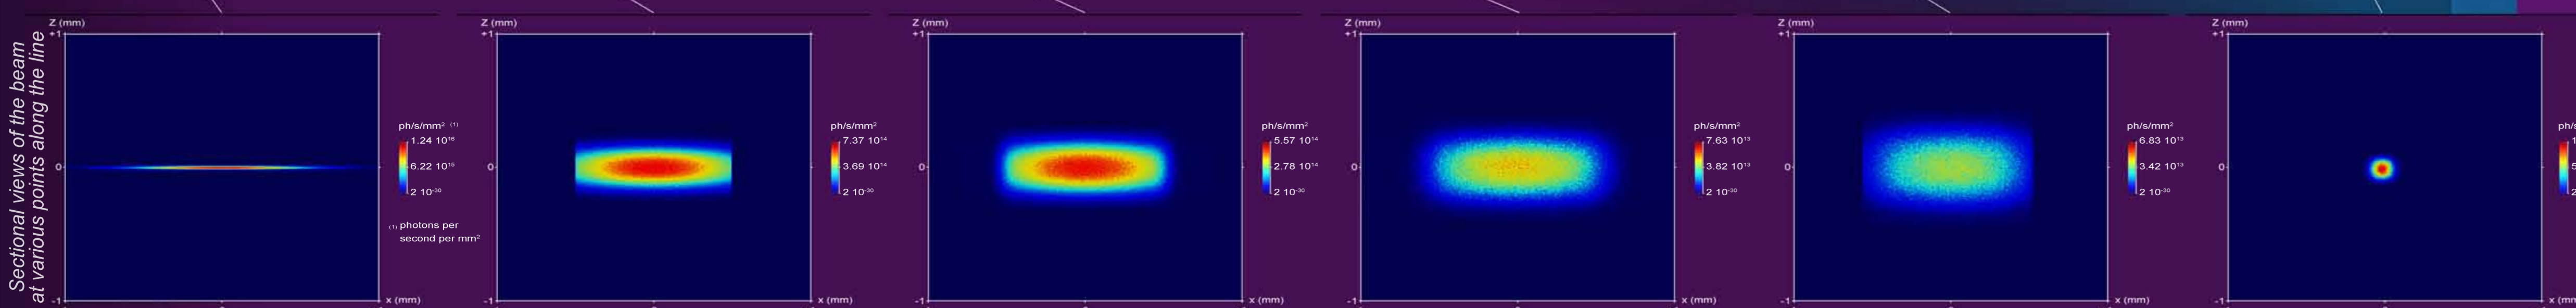 Sectional views of the beam
at various points along the line
Z (mm)
+1
0
-1
x (mm)
ph/s/mm² (1)
1.24 10¹⁶
6.22 10¹⁵
2 10⁻³⁰
(1) photons per
second per mm²
Z (mm)
+1
0
-1
x (mm)
ph/s/mm²
7.37 10¹⁴
3.69 10¹⁴
2 10⁻³⁰
Z (mm)
+1
0
-1
x (mm)
ph/s/mm²
5.57 10¹⁴
2.78 10¹⁴
2 10⁻³⁰
Z (mm)
+1
0
-1
x (mm)
ph/s/mm²
7.63 10¹³
3.82 10¹³
2 10⁻³⁰
Z (mm)
+1
0
-1
x (mm)
ph/s/mm²
6.83 10¹³
3.42 10¹³
2 10⁻³⁰
Z (mm)
+1
0
-1
x (mm)